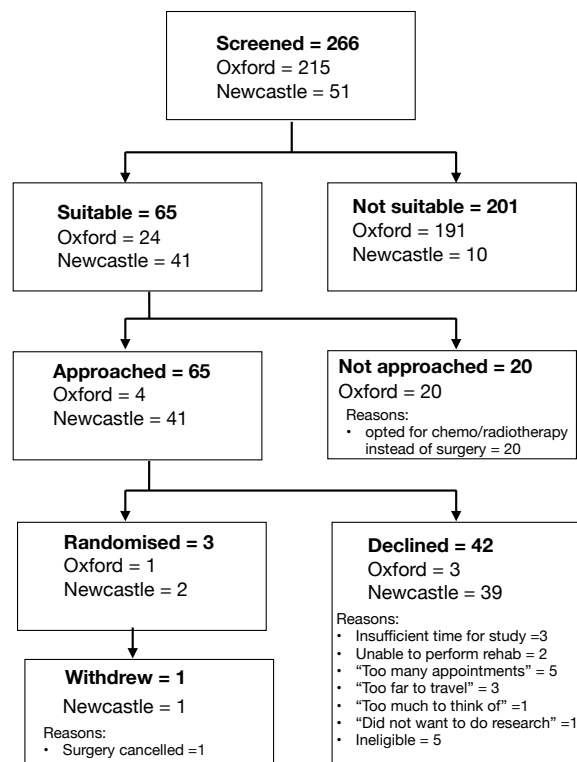 Screened = 266
Oxford = 215
Newcastle = 51
Suitable = 65
Oxford = 24
Newcastle = 41
Not suitable = 201
Oxford = 191
Newcastle = 10
Approached = 65
Oxford = 4
Newcastle = 41
Not approached = 20
Oxford = 20
Reasons:
• opted for chemo/radiotherapy
instead of surgery = 20
Randomised = 3
Oxford = 1
Newcastle = 2
Declined = 42
Oxford = 3
Newcastle = 39
Reasons:
• Insufficient time for study =3
• Unable to perform rehab = 2
• “Too many appointments” = 5
• “Too far to travel” = 3
• “Too much to think of” =1
• “Did not want to do research” =1
• Ineligible = 5
Withdrew = 1
Newcastle = 1
Reasons:
• Surgery cancelled =1